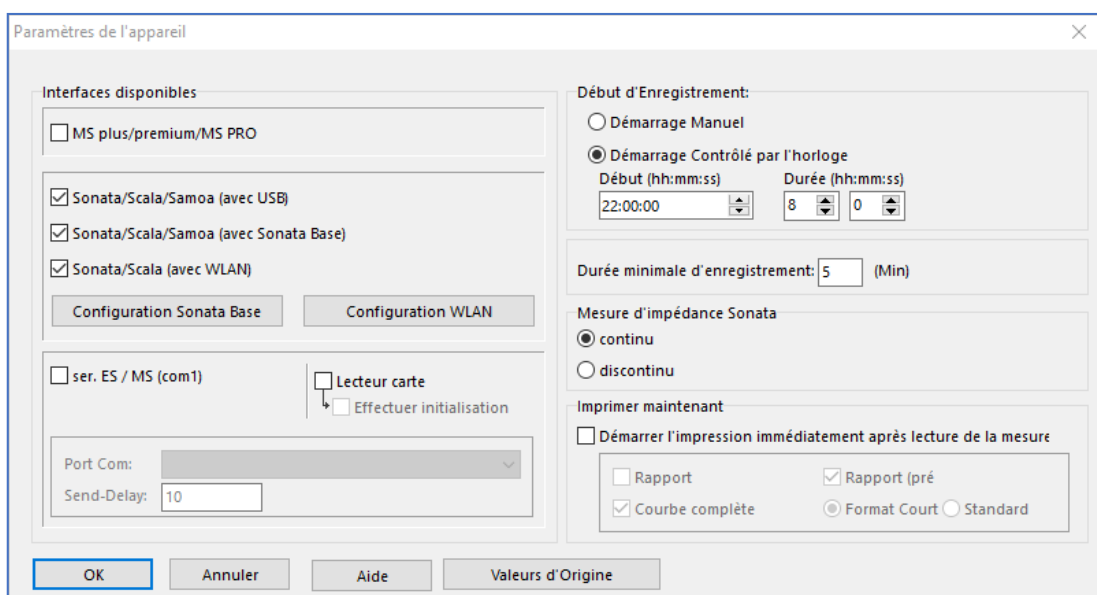 Paramètres de l'appareil
Interfaces disponibles
MS plus/premium/MS PRO
Sonata/Scala/Samoa (avec USB)
Sonata/Scala/Samoa (avec Sonata Base)
Sonata/Scala (avec WLAN)
Configuration Sonata Base
Configuration WLAN
ser. ES / MS (com1)
Lecteur carte
Effectuer initialisation
Port Com:
Send-Delay: 10
Début d'Enregistrement:
Démarrage Manuel
Démarrage Contrôlé par l'horloge
Début (hh:mm:ss) Durée (hh:mm:ss)
22:00:00 8 0
Durée minimale d'enregistrement: 5 (Min)
Mesure d'impédance Sonata
continu
discontinu
Imprimer maintenant
Démarrer l'impression immédiatement après lecture de la mesure
Rapport Rapport (pré
Courbe complète Format Court Standard
OK Annuler Aide Valeurs d'Origine